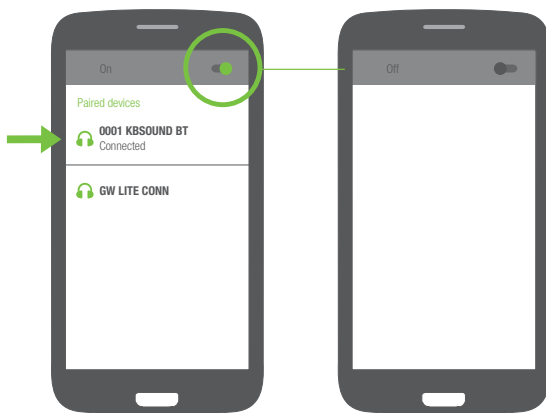 On
Paired devices
0001 KBSOUND BT
Connected
GW LITE CONN
Off